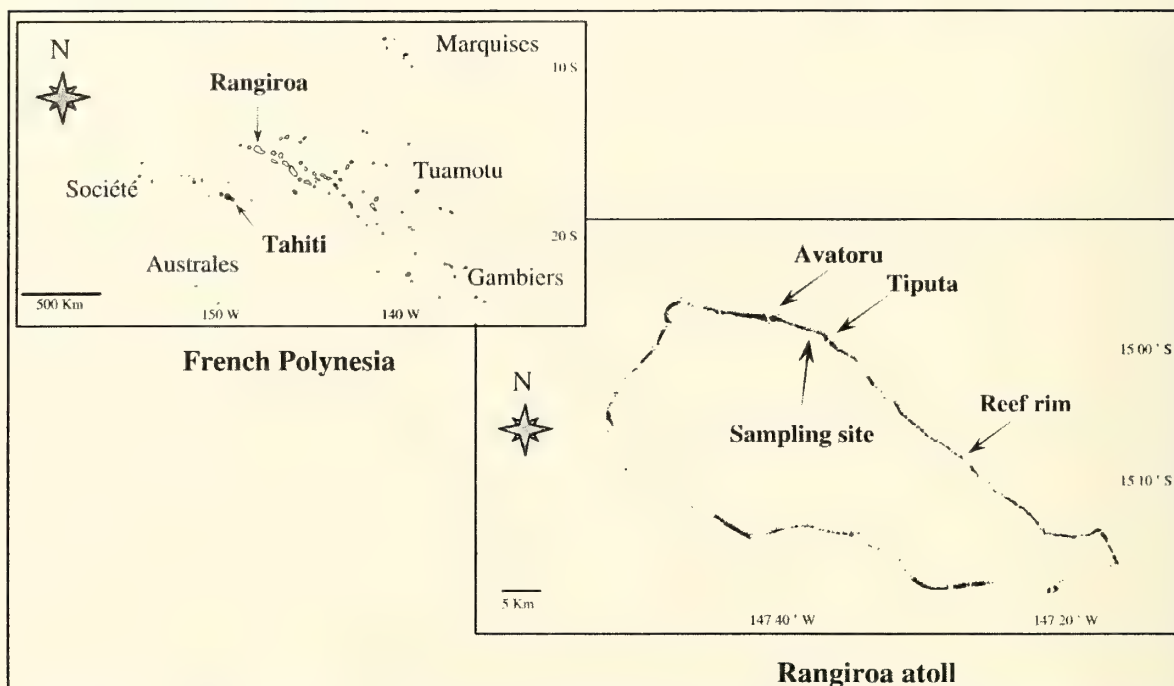 N
Marquises
10 S
Rangiroa
Société
Tuamotu
Tahiti
20 S
Australes
Gambiers
500 Km
150 W
140 W
French Polynesia
Avatoru
Tiputa
15 00 ' S
N
Sampling site
Reef rim
15 10 ' S
5 Km
147 40 ' W
147 20 ' W
Rangiroa atoll